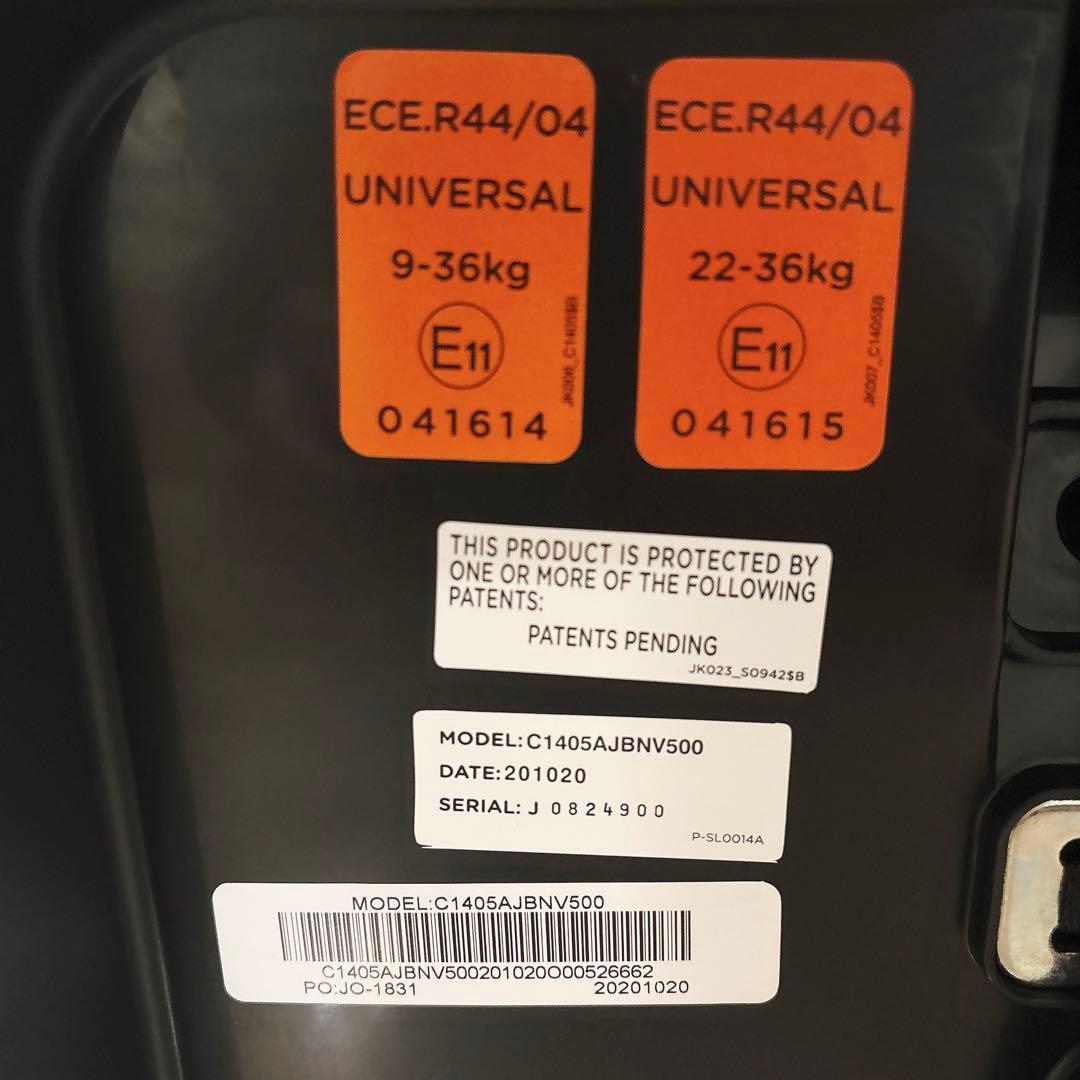 ECE.R44/04
UNIVERSAL
9-36kg
E11
041614
JK006_C1405$B
ECE.R44/04
UNIVERSAL
22-36kg
E11
041615
JK007_C1405$B
THIS PRODUCT IS PROTECTED BY
ONE OR MORE OF THE FOLLOWING
PATENTS:
PATENTS PENDING
JK023_S0942$B
MODEL:C1405AJBNV500
DATE:201020
SERIAL: J 0824900
P-SL0014A
MODEL:C1405AJBNV500
C1405AJBNV500201020O00526662
PO:JO-1831 20201020